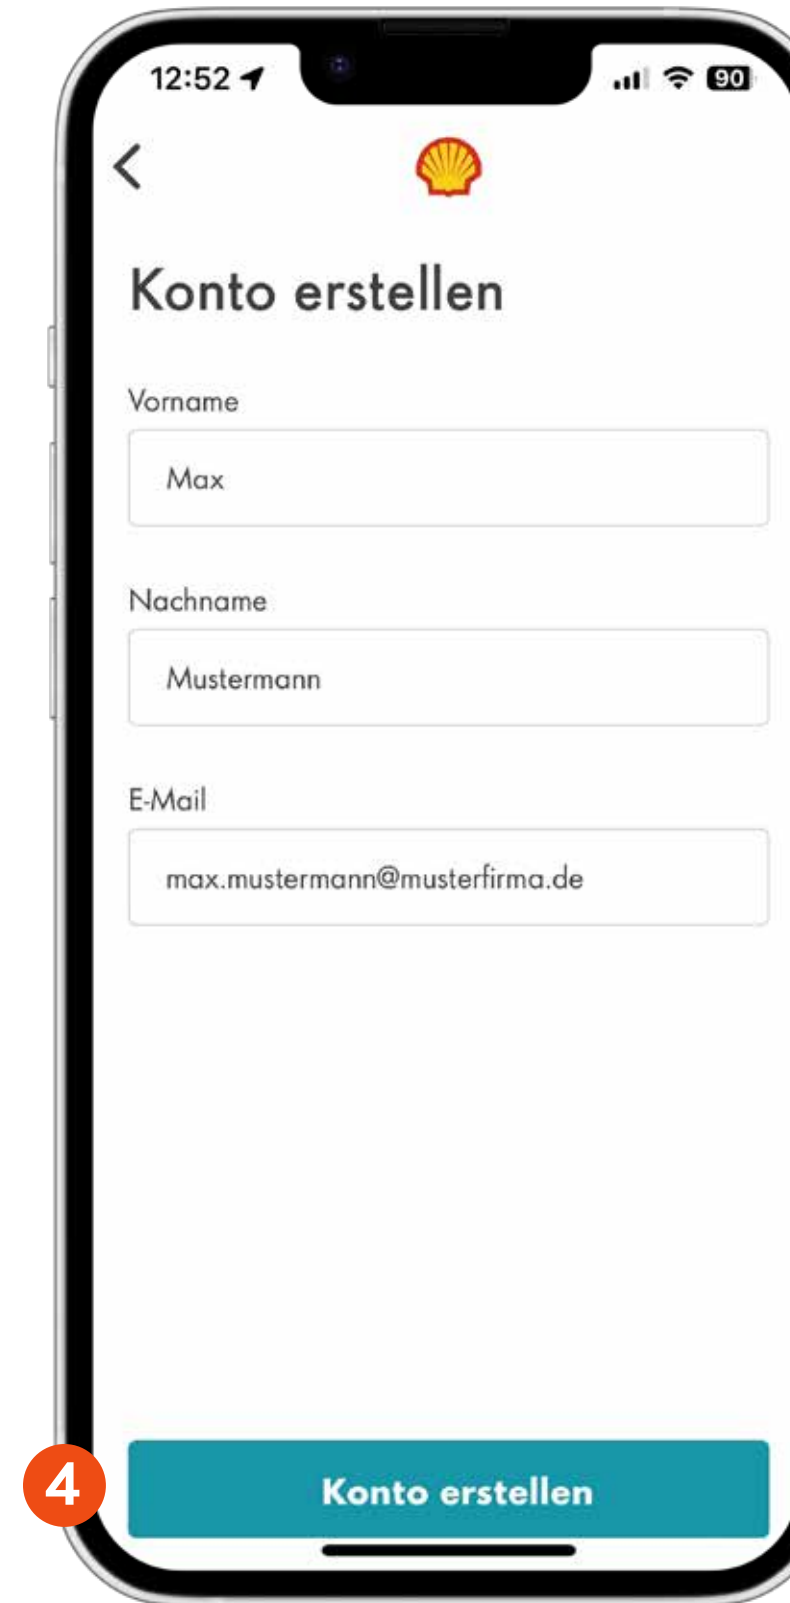 12:52
90
Konto erstellen
Vorname
Max
Nachname
Mustermann
E-Mail
max.mustermann@musterfirma.de
4
Konto erstellen